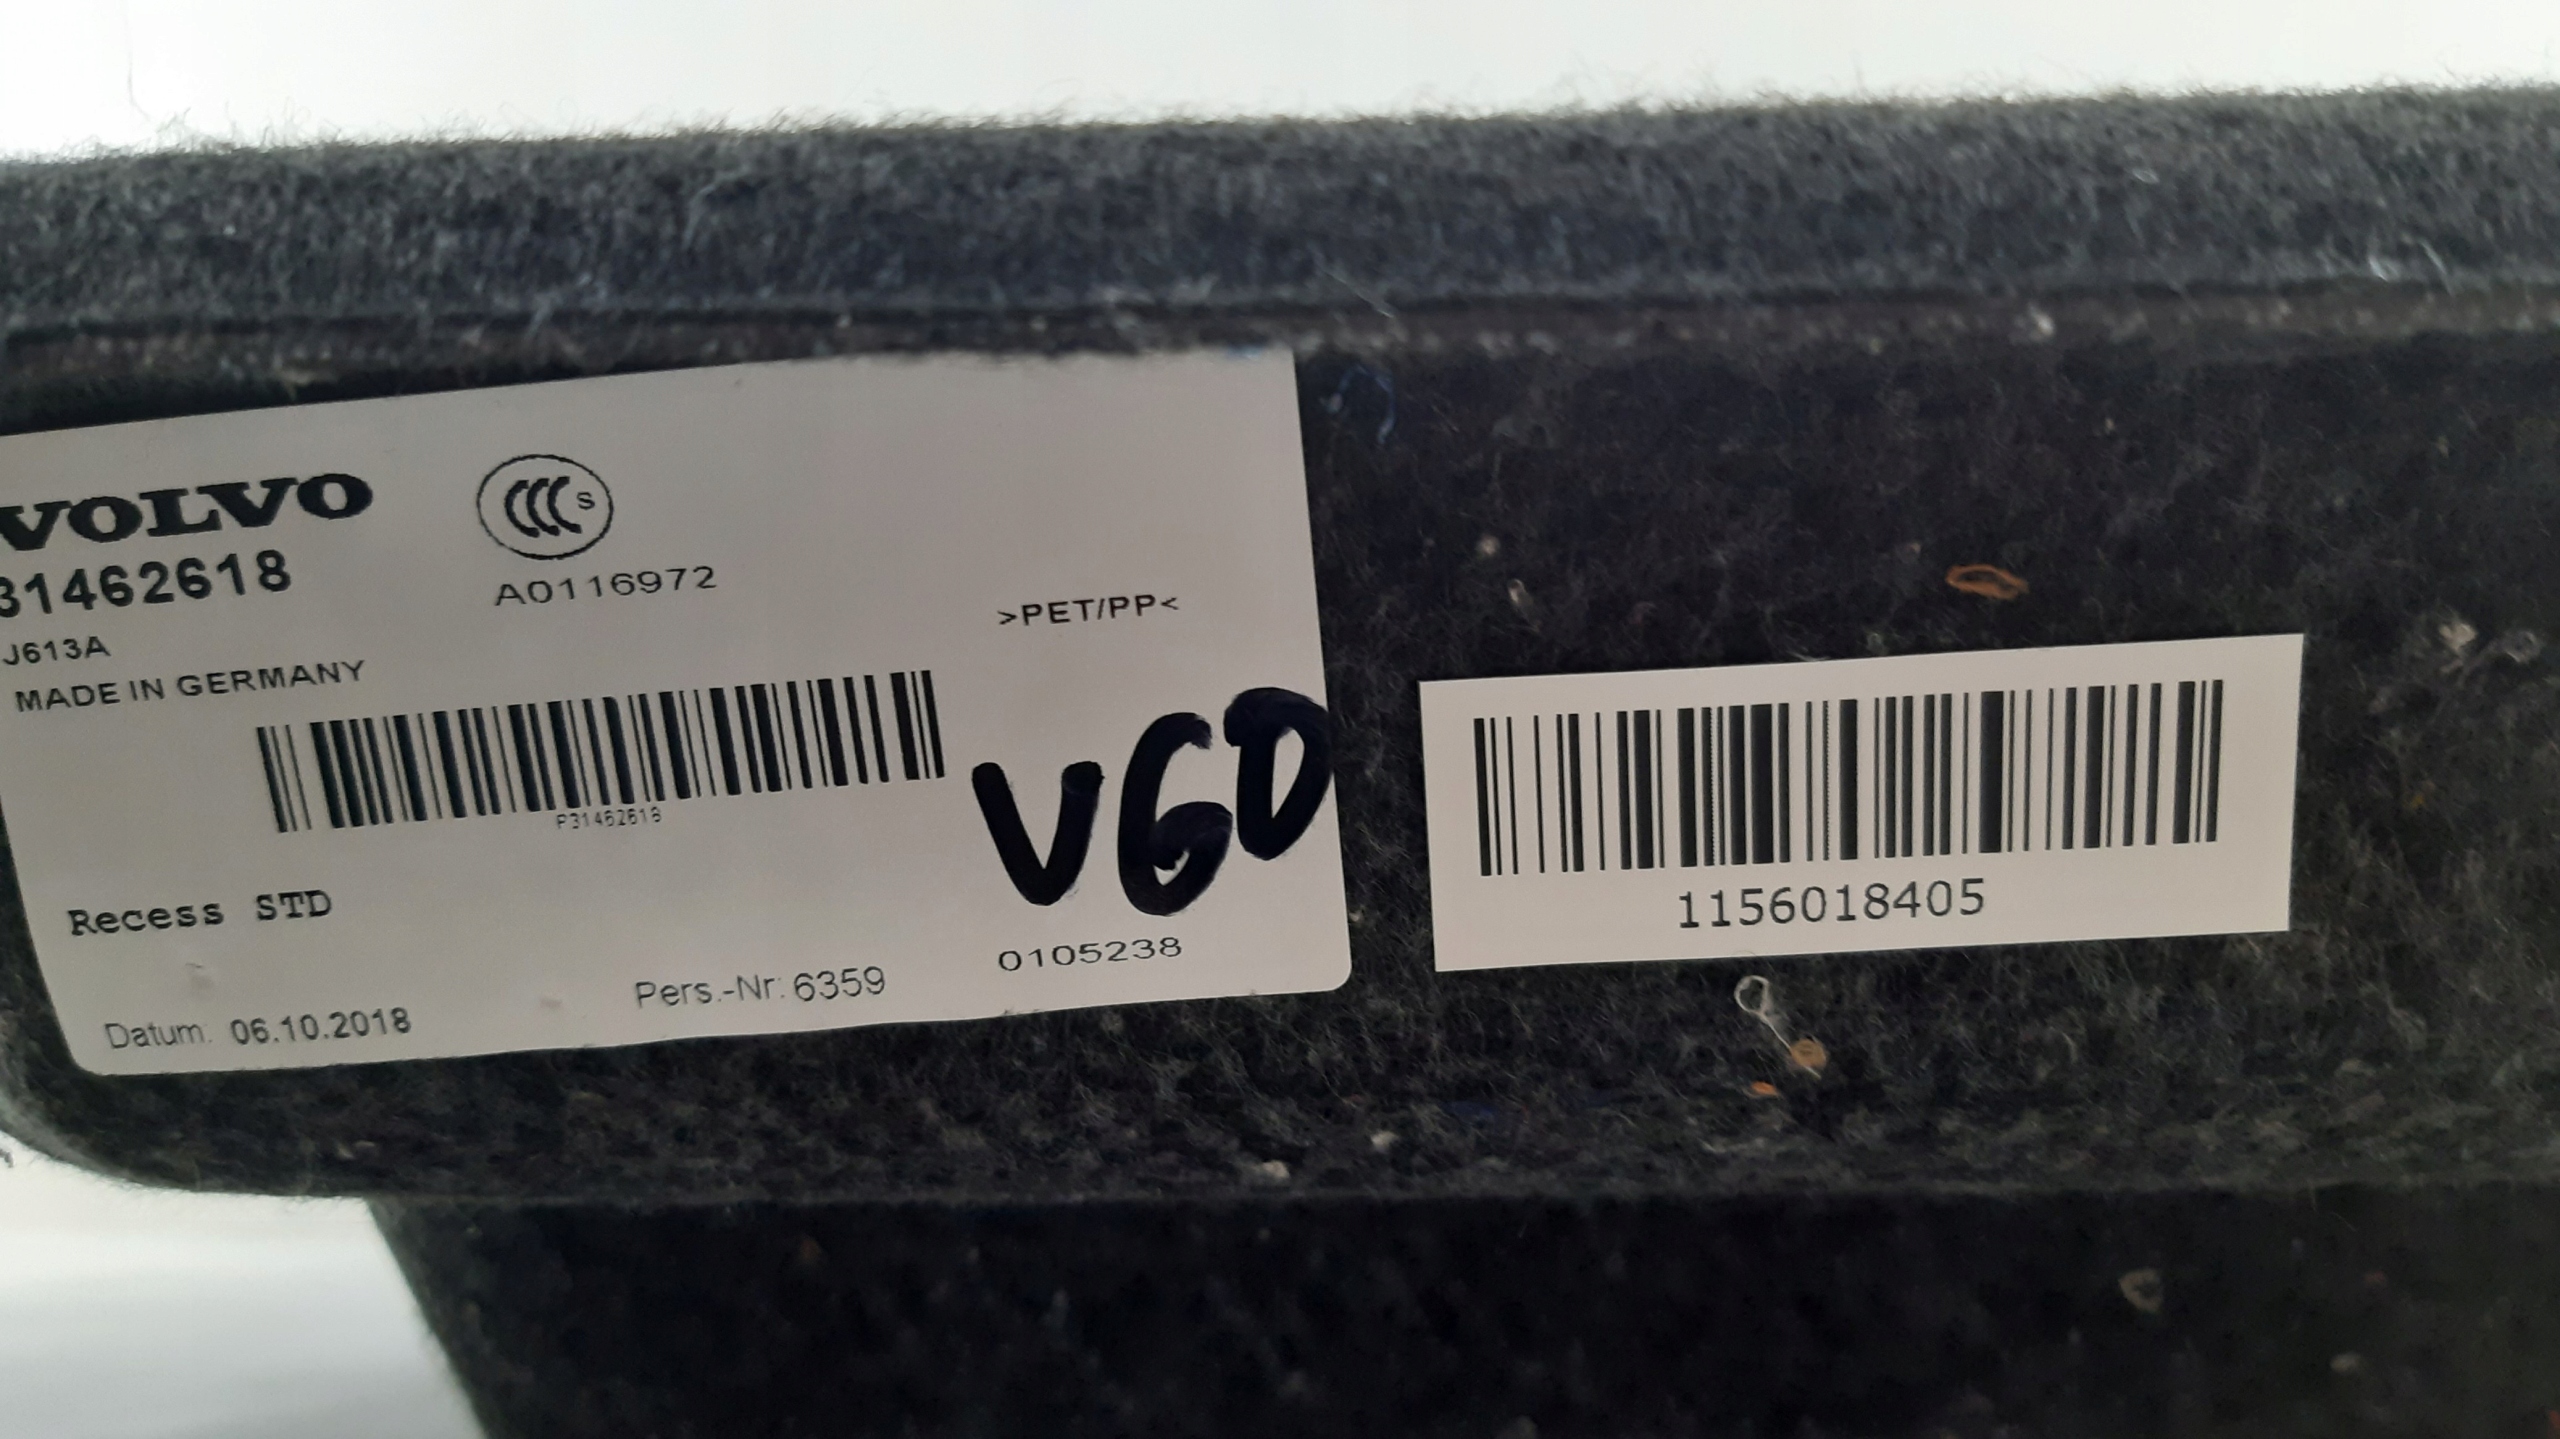 VOLVO
31462618
J613A
MADE IN GERMANY
CCC S
A0116972
>PET/PP<
P31462618
V60
Recess STD
Datum. 06.10.2018
Pers.-Nr: 6359
0105238
1156018405